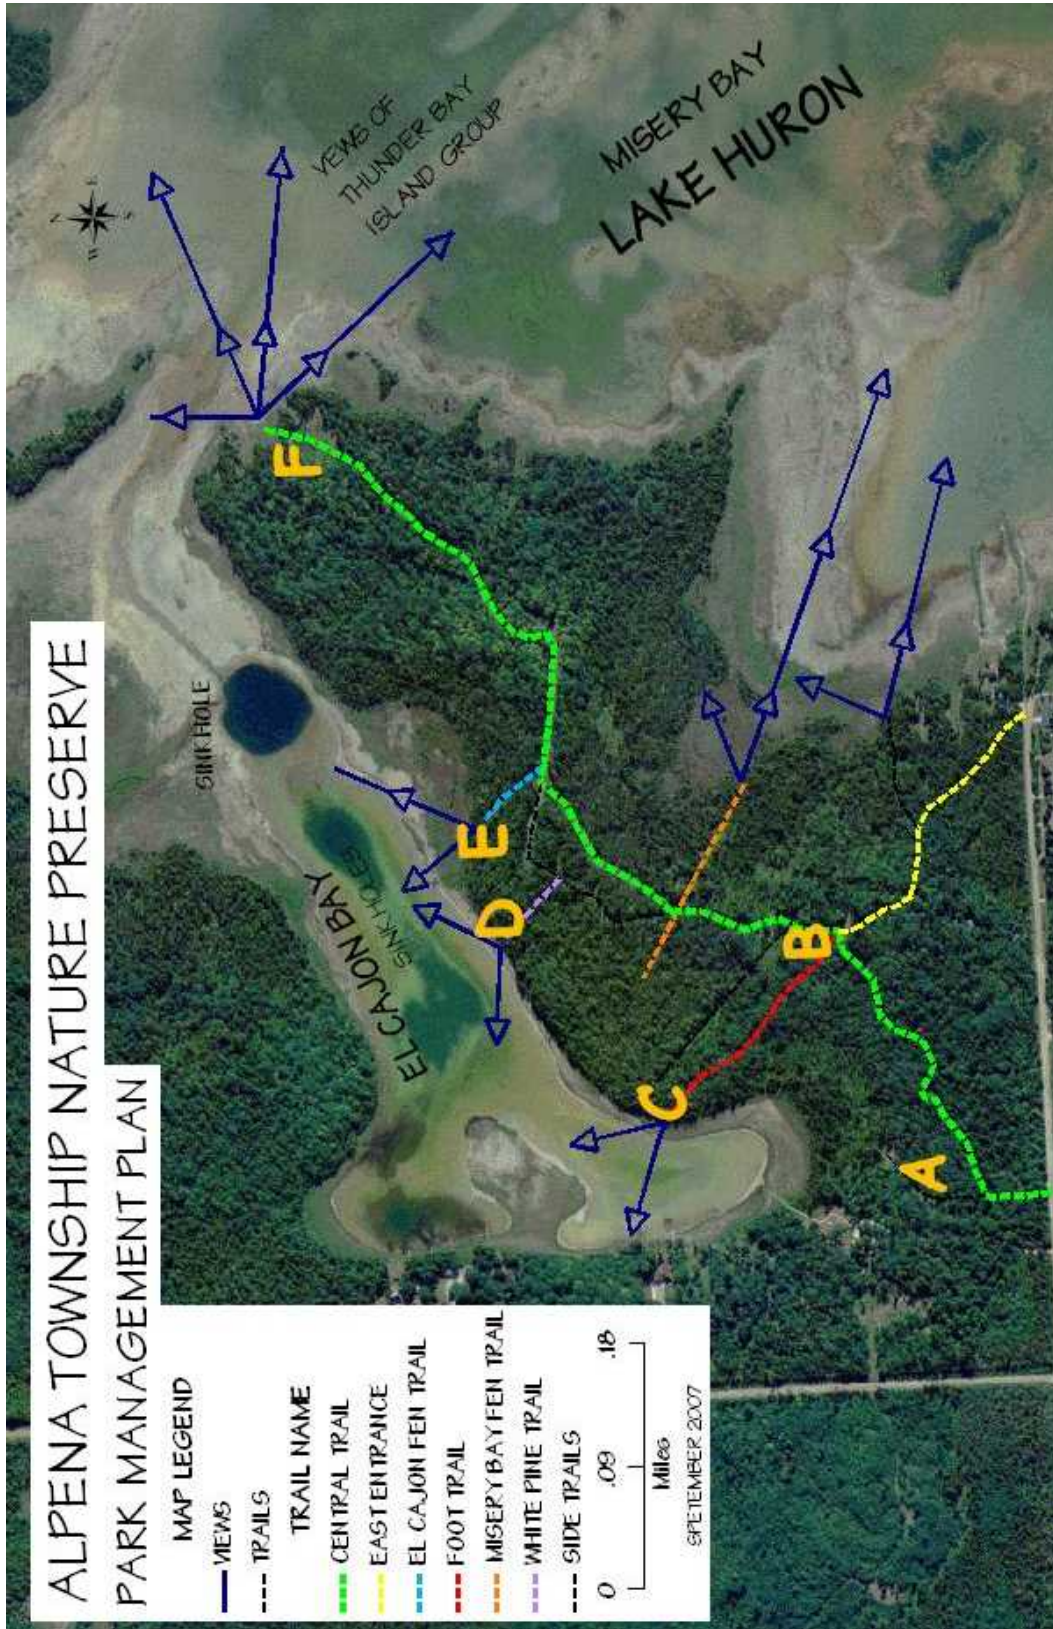 ALPENA TOWNSHIP NATURE PRESERVE
PARK MANAGEMENT PLAN
MAP LEGEND
VIEWS
TRAILS
TRAIL NAME
CENTRAL TRAIL
EAST ENTRANCE
EL CAJON FEN TRAIL
FOOT TRAIL
MISERY BAY FEN TRAIL
WHITE PINE TRAIL
SIDE TRAILS
0 .09 .18
Miles
SPETEMBER 2007
SINK HOLE
EL CAJON BAY
SINK HOLES
VIEWS OF
THUNDER BAY
ISLAND GROUP
MISERY BAY
LAKE HURON
A
B
C
D
E
F